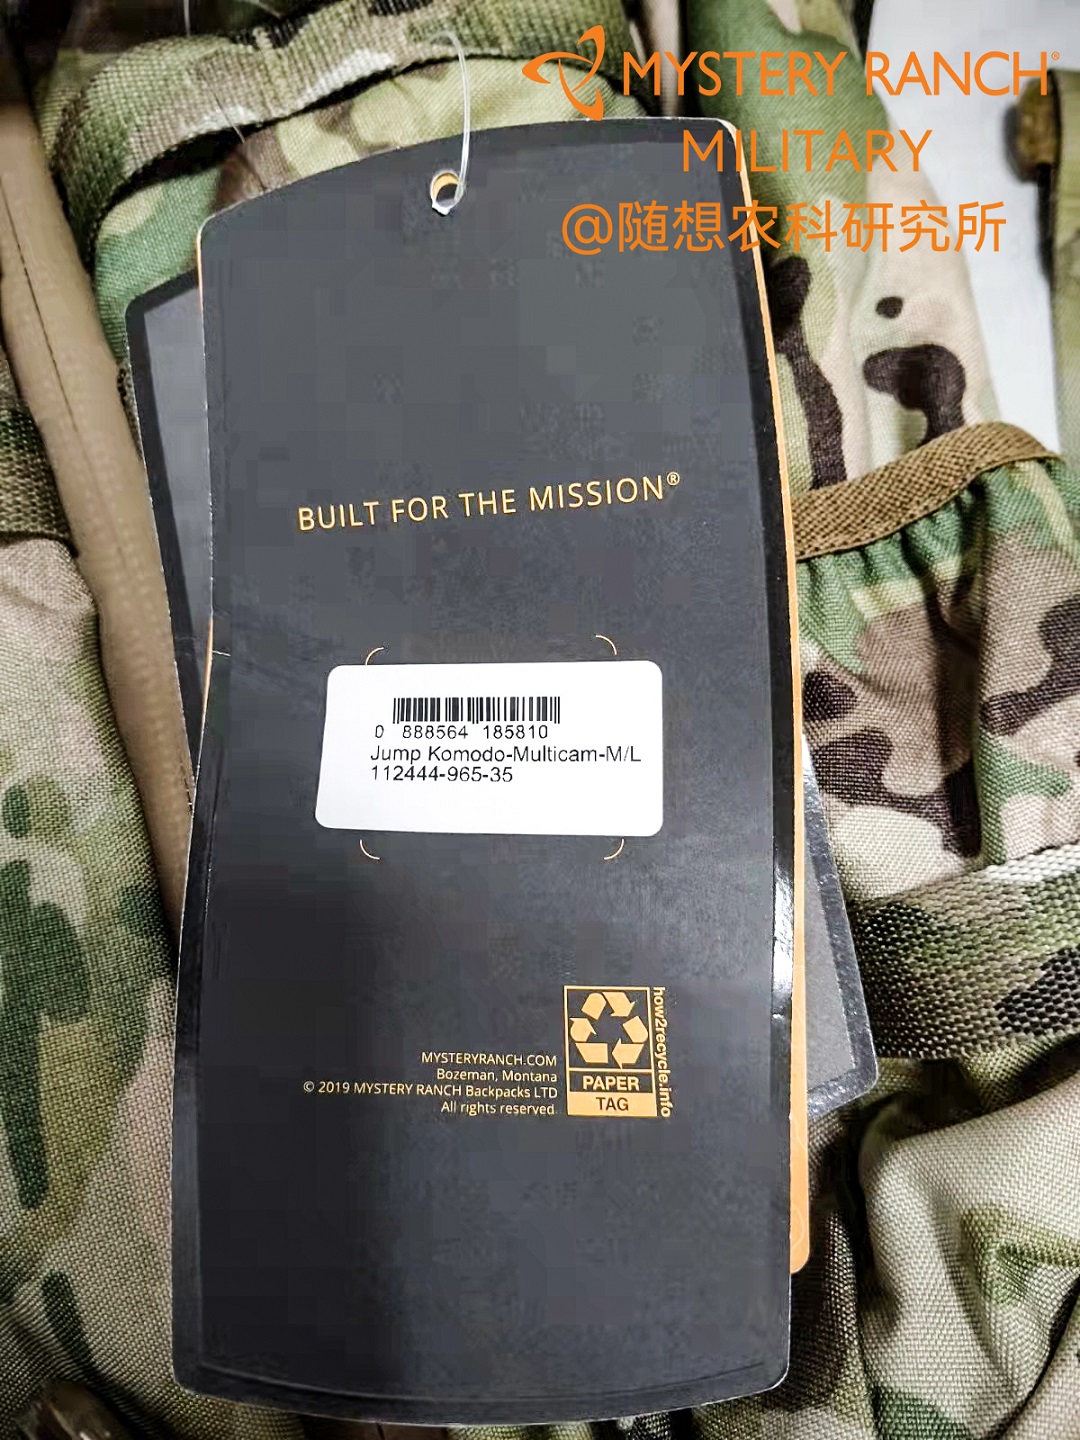 MYSTERY RANCH®
MILITARY
@随想农科研究所
BUILT FOR THE MISSION®
0 888564 185810
Jump Komodo-Multicam-M/L
112444-965-35
MYSTERYRANCH.COM
Bozeman, Montana
© 2019 MYSTERY RANCH Backpacks LTD
All rights reserved
how2recycle.info
PAPER
TAG